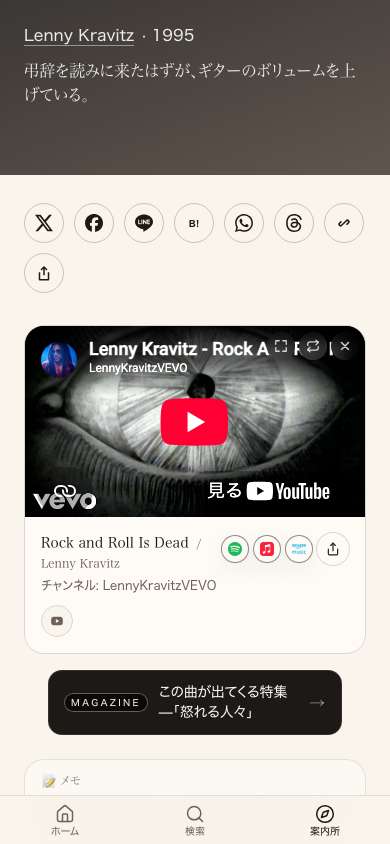 Lenny Kravitz · 1995
弔辞を読みに来たはずが、ギターのボリュームを上
げている。
LINE
B!
Lenny Kravitz - Rock A
LennyKravitzVEVO
vevo
見る YouTube
Rock and Roll Is Dead /
Lenny Kravitz
amazon music
チャンネル: LennyKravitzVEVO
MAGAZINE
この曲が出てくる特集
—「怒れる人々」
→
📝 メモ
ホーム
検索
案内所